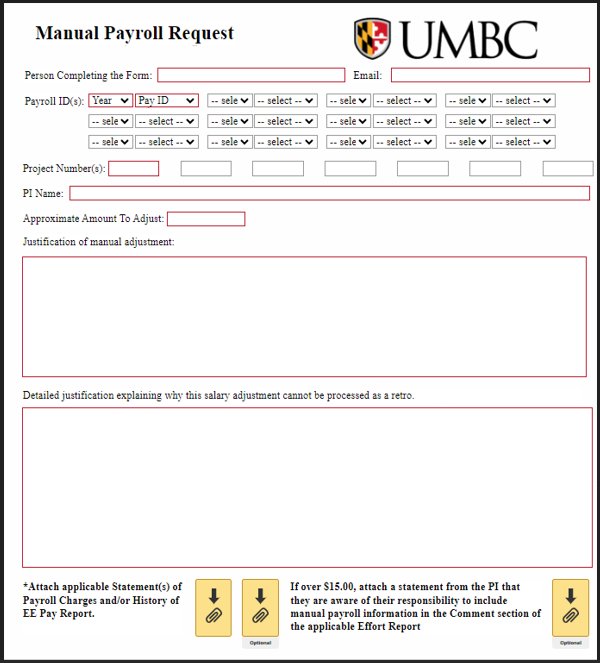 Manual Payroll Request
UMBC
Person Completing the Form: Email:
Payroll ID(s): Year Pay ID -- sele -- select -- -- sele -- select -- -- sele -- select --
-- sele -- select -- -- sele -- select -- -- sele -- select --
-- sele -- select -- -- sele -- select -- -- sele -- select --
Project Number(s):
PI Name:
Approximate Amount To Adjust:
Justification of manual adjustment:
Detailed justification explaining why this salary adjustment cannot be processed as a retro.
*Attach applicable Statement(s) of
Payroll Charges and/or History of
EE Pay Report.
Optional
If over $15.00, attach a statement from the PI that
they are aware of their responsibility to include
manual payroll information in the Comment section of
the applicable Effort Report
Optional